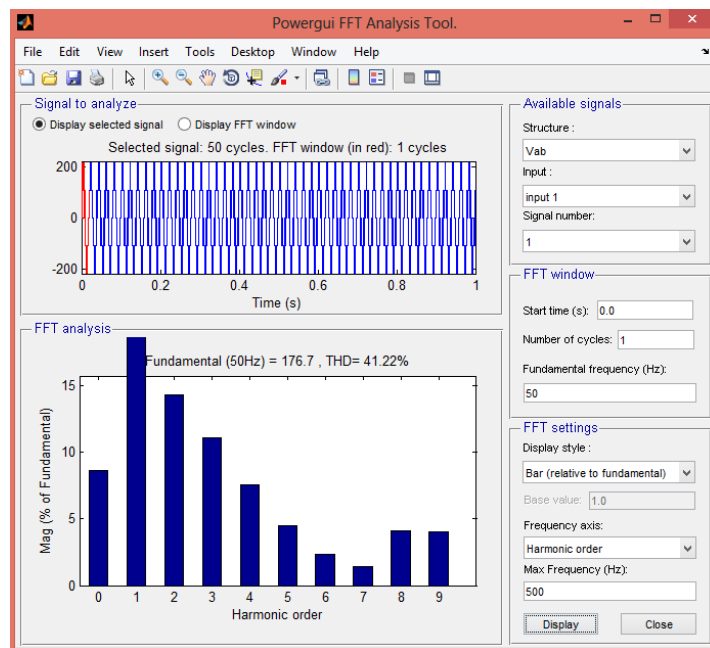 Powergui FFT Analysis Tool.
File Edit View Insert Tools Desktop Window Help
Signal to analyze
Display selected signal Display FFT window
Selected signal: 50 cycles. FFT window (in red): 1 cycles
200
0
-200
0 0.2 0.4 0.6 0.8 1
Time (s)
FFT analysis
Fundamental (50Hz) = 176.7 , THD= 41.22%
15
10
5
0
Mag (% of Fundamental)
0 1 2 3 4 5 6 7 8 9
Harmonic order
Available signals
Structure :
Vab
Input :
input 1
Signal number:
1
FFT window
Start time (s): 0.0
Number of cycles: 1
Fundamental frequency (Hz):
50
FFT settings
Display style :
Bar (relative to fundamental)
Base value: 1.0
Frequency axis:
Harmonic order
Max Frequency (Hz):
500
Display Close